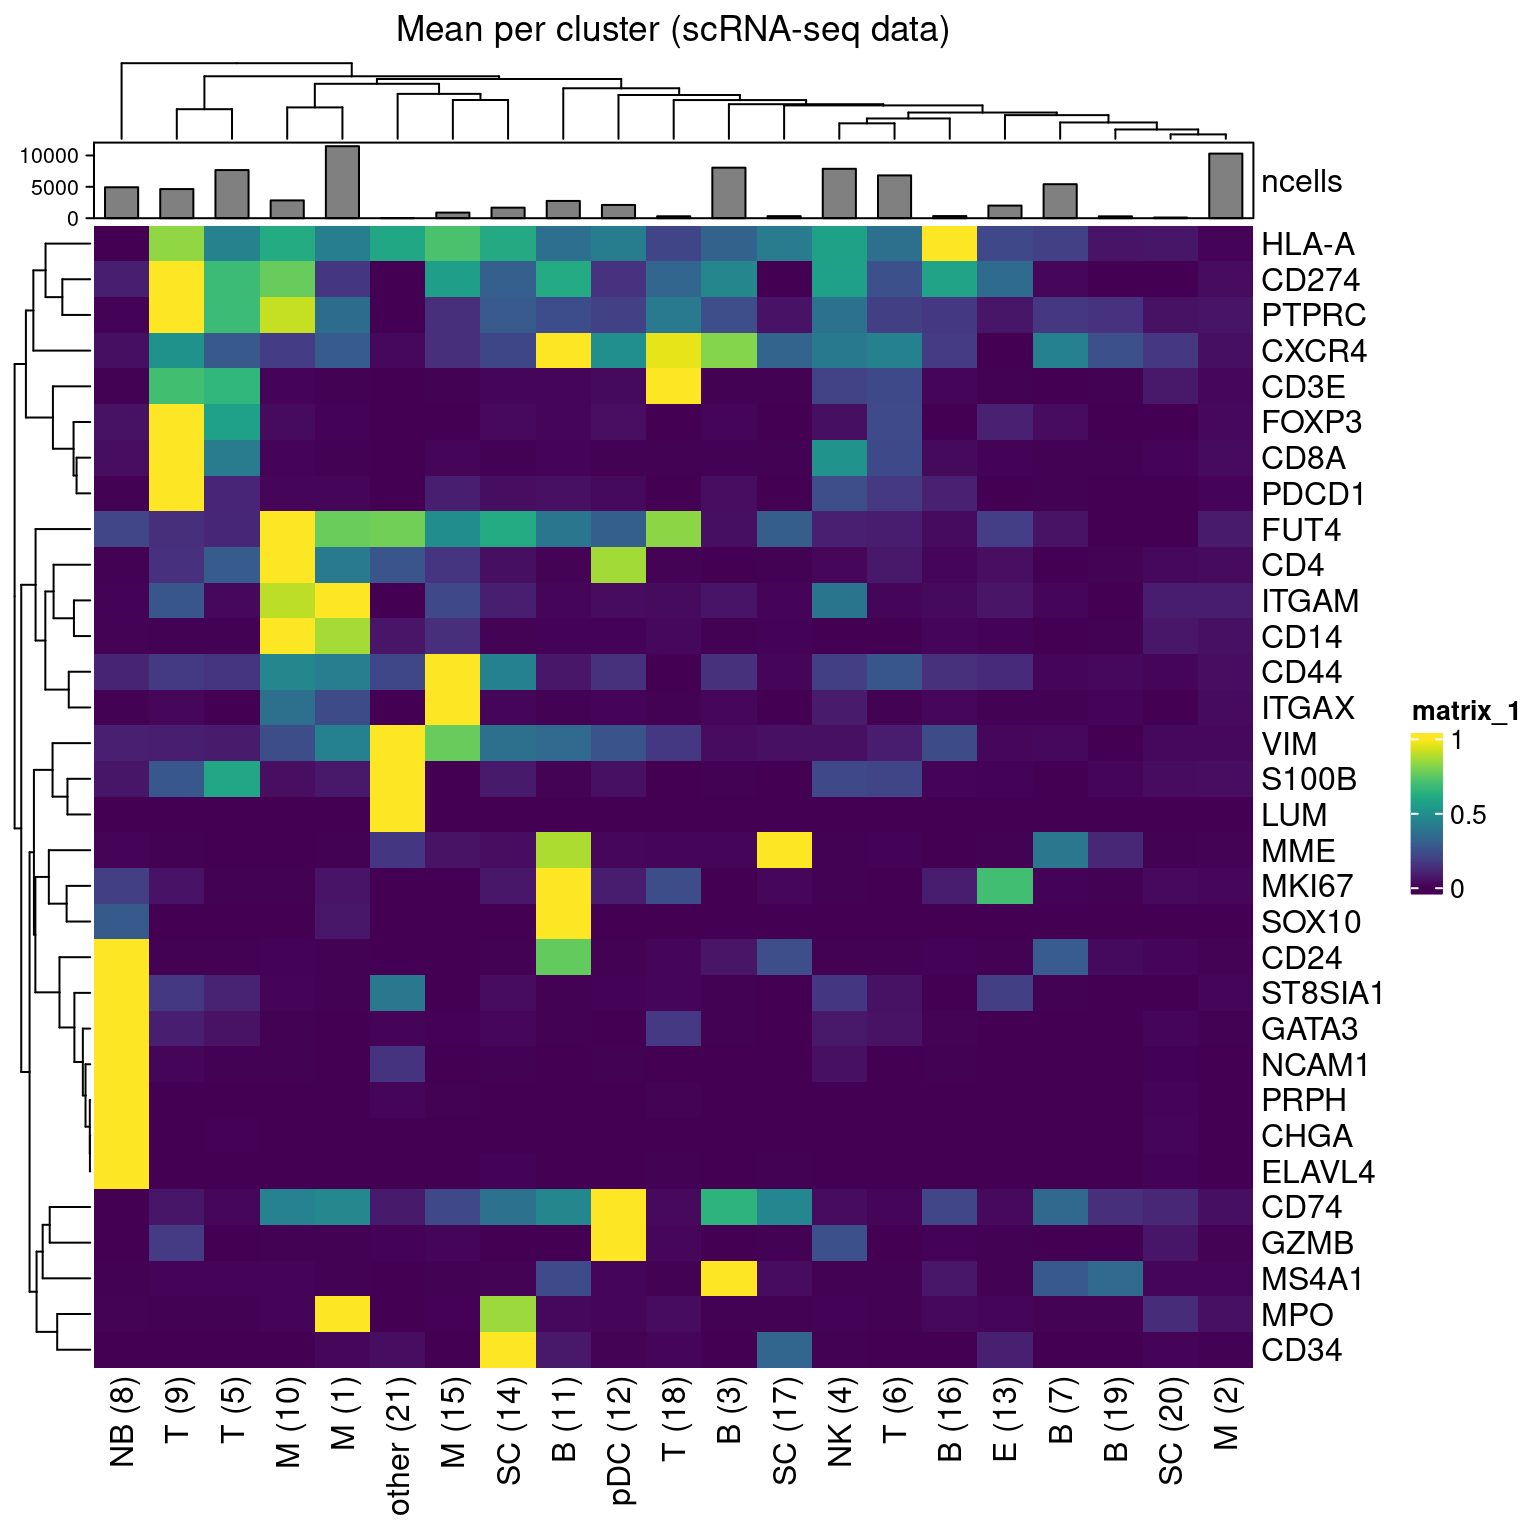 Mean per cluster (scRNA-seq data)
10000
5000
0
ncells
HLA-A
CD274
PTPRC
CXCR4
CD3E
FOXP3
CD8A
PDCD1
FUT4
CD4
ITGAM
CD14
CD44
ITGAX
VIM
S100B
LUM
MME
MKI67
SOX10
CD24
ST8SIA1
GATA3
NCAM1
PRPH
CHGA
ELAVL4
CD74
GZMB
MS4A1
MPO
CD34
matrix_1
1
0.5
0
NB (8)
T (9)
T (5)
M (10)
M (1)
other (21)
M (15)
SC (14)
B (11)
pDC (12)
T (18)
B (3)
SC (17)
NK (4)
T (6)
B (16)
E (13)
B (7)
B (19)
SC (20)
M (2)